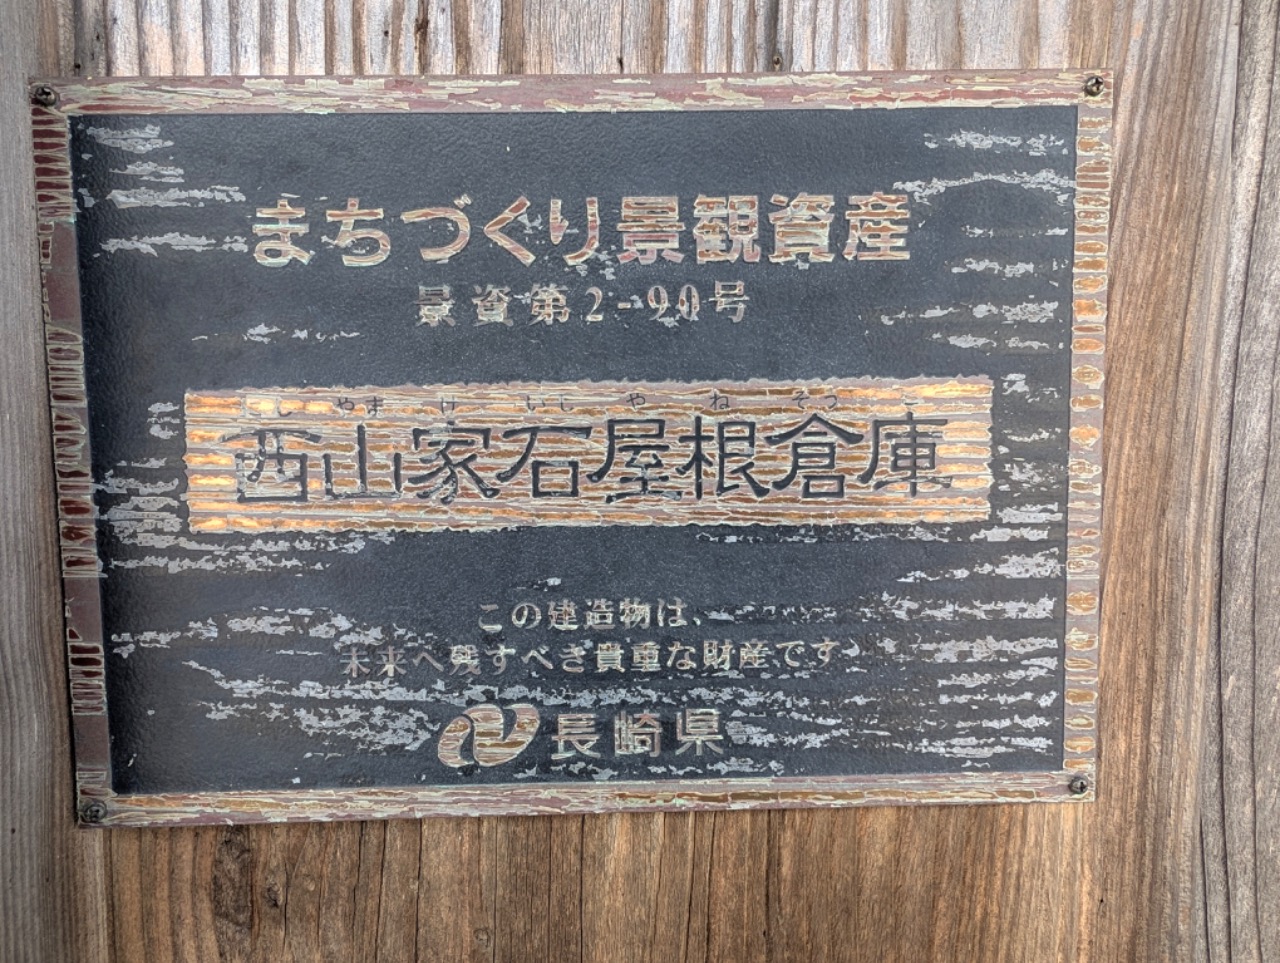 まちづくり景観資産
景資第2-90号
しやまけいしやねそうこ
西山家石屋根倉庫
この建造物は、
未来へ残すべき貴重な財産です
長崎県